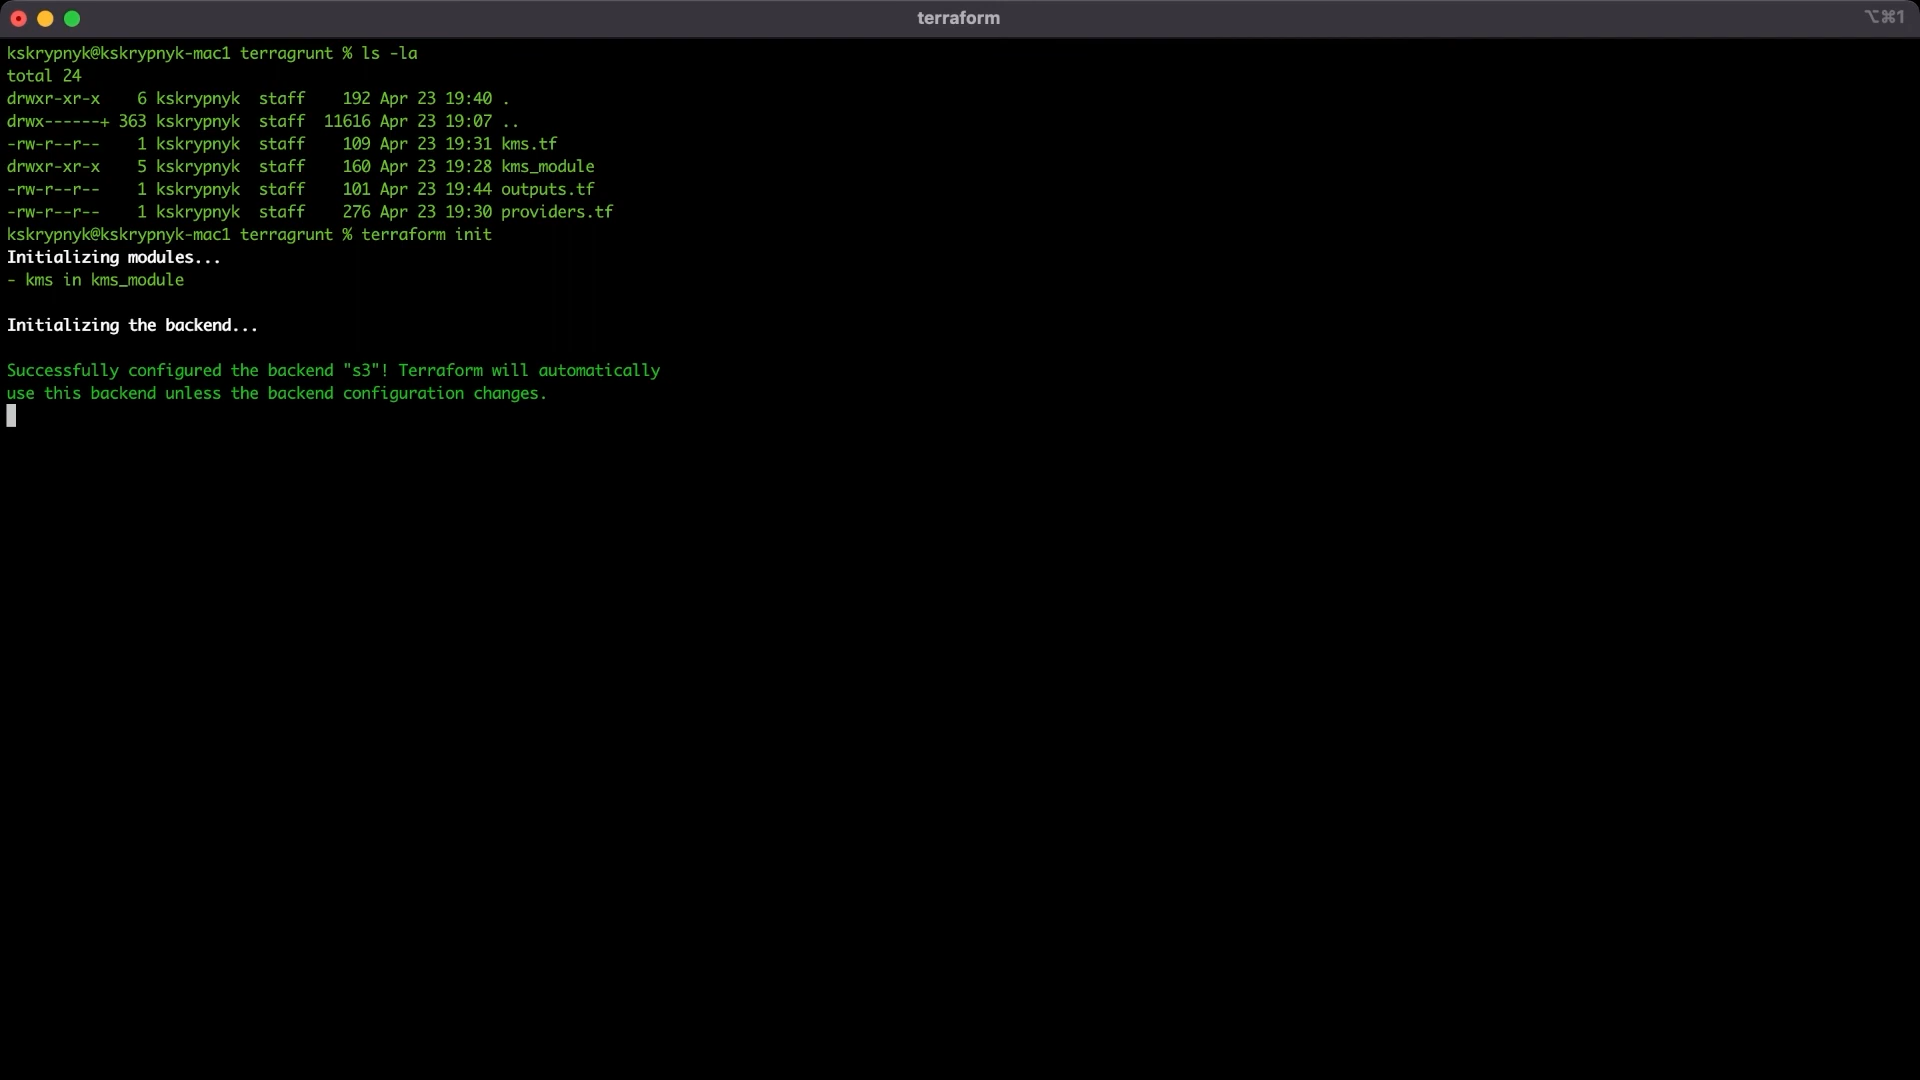 terraform
⌥⌘1
kskrypnyk@kskrypnyk-mac1 terragrunt % ls -la
total 24
drwxr-xr-x    6 kskrypnyk  staff    192 Apr 23 19:40 .
drwx------+ 363 kskrypnyk  staff  11616 Apr 23 19:07 ..
-rw-r--r--    1 kskrypnyk  staff    109 Apr 23 19:31 kms.tf
drwxr-xr-x    5 kskrypnyk  staff    160 Apr 23 19:28 kms_module
-rw-r--r--    1 kskrypnyk  staff    101 Apr 23 19:44 outputs.tf
-rw-r--r--    1 kskrypnyk  staff    276 Apr 23 19:30 providers.tf
kskrypnyk@kskrypnyk-mac1 terragrunt % terraform init
Initializing modules...
- kms in kms_module
Initializing the backend...
Successfully configured the backend "s3"! Terraform will automatically
use this backend unless the backend configuration changes.